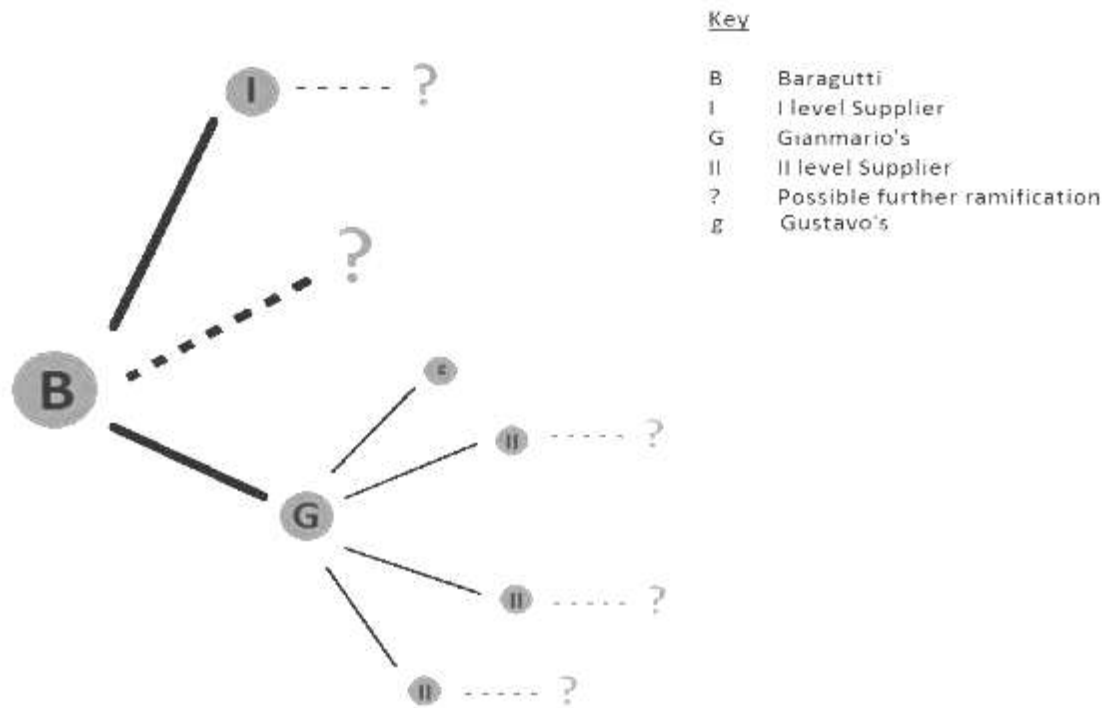 Key
B Baragutti
I I level Supplier
G Gianmario's
II II level Supplier
? Possible further ramification
g Gustavo's
I ?
?
B
g
II ?
G
II ?
II ?